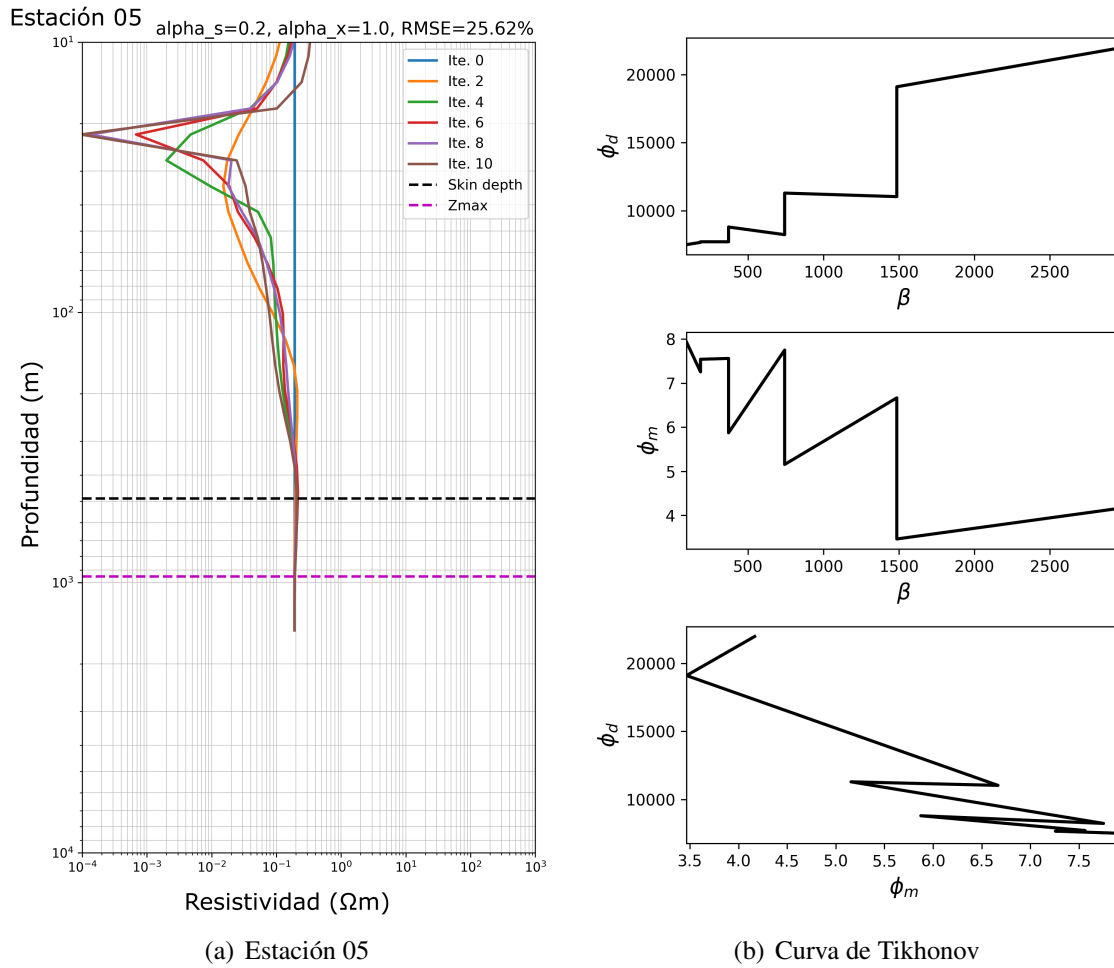 Estación 05
alpha_s=0.2, alpha_x=1.0, RMSE=25.62%
10¹
10²
10³
10⁴
Profundidad (m)
Ite. 0
Ite. 2
Ite. 4
Ite. 6
Ite. 8
Ite. 10
Skin depth
Zmax
10⁻⁴ 10⁻³ 10⁻² 10⁻¹ 10⁰ 10¹ 10² 10³
Resistividad (Ωm)
(a) Estación 05
20000
15000
10000
ϕ_d
500 1000 1500 2000 2500
β
8
7
6
5
4
ϕ_m
500 1000 1500 2000 2500
β
20000
15000
10000
ϕ_d
3.5 4.0 4.5 5.0 5.5 6.0 6.5 7.0 7.5
ϕ_m
(b) Curva de Tikhonov